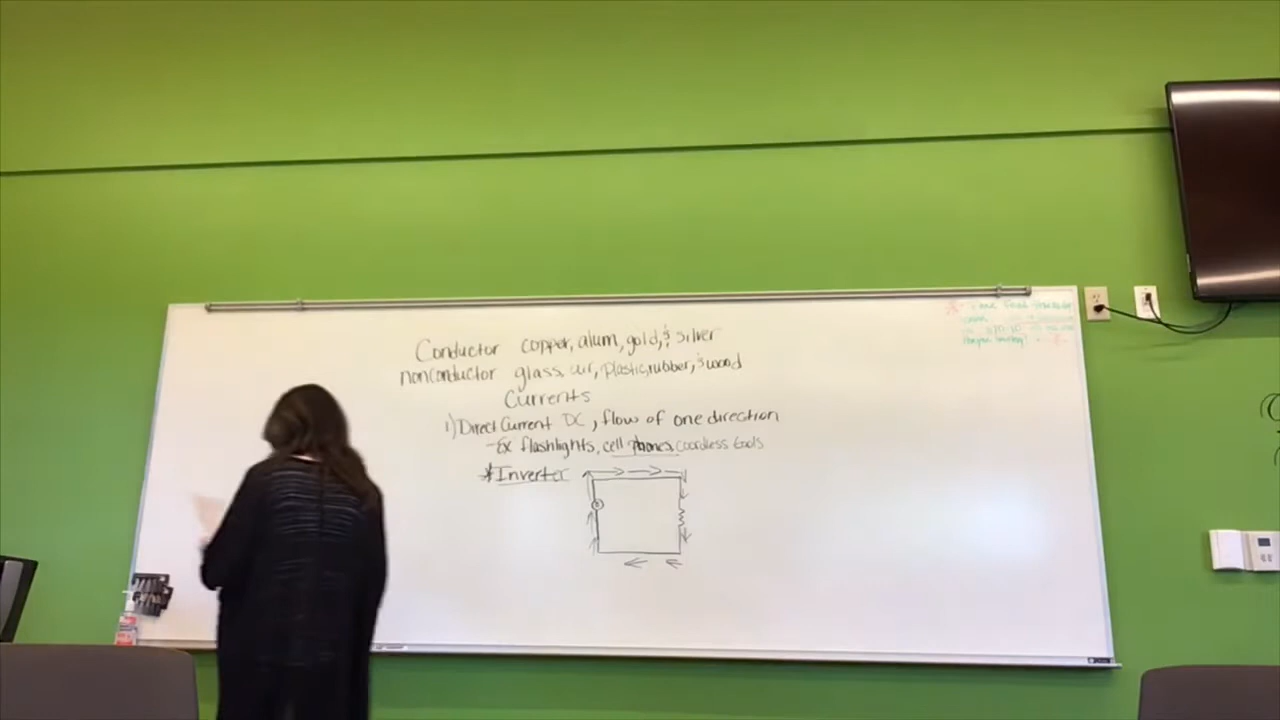 Conductor copper, alum, gold, & silver
nonconductor glass, air, plastic, rubber, & wood
Currents
1) Direct Current DC, flow of one direction
-Ex flashlights, cell phones, coordless tools
*Inverter